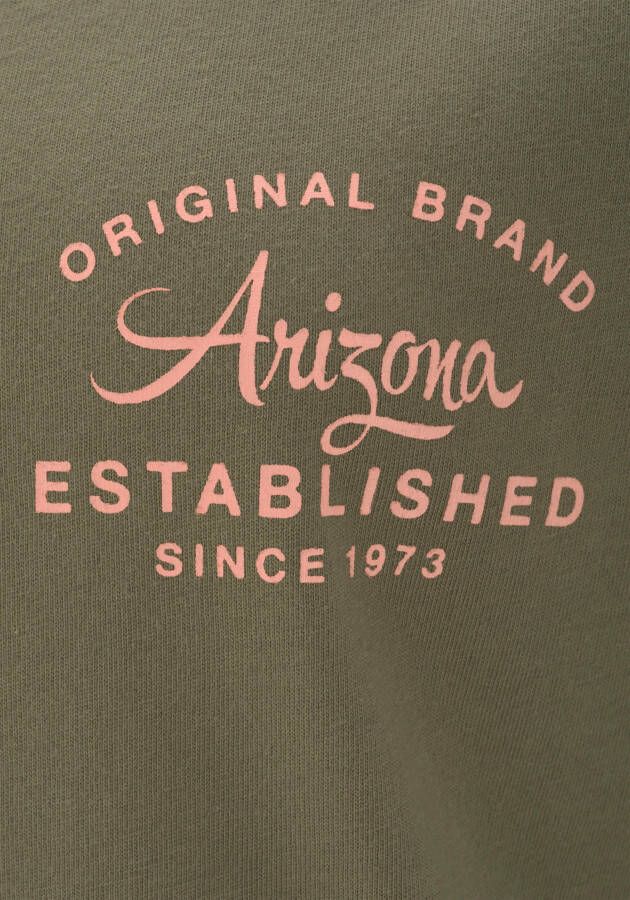 ORIGINAL BRAND
Arizona
ESTABLISHED
SINCE 1973